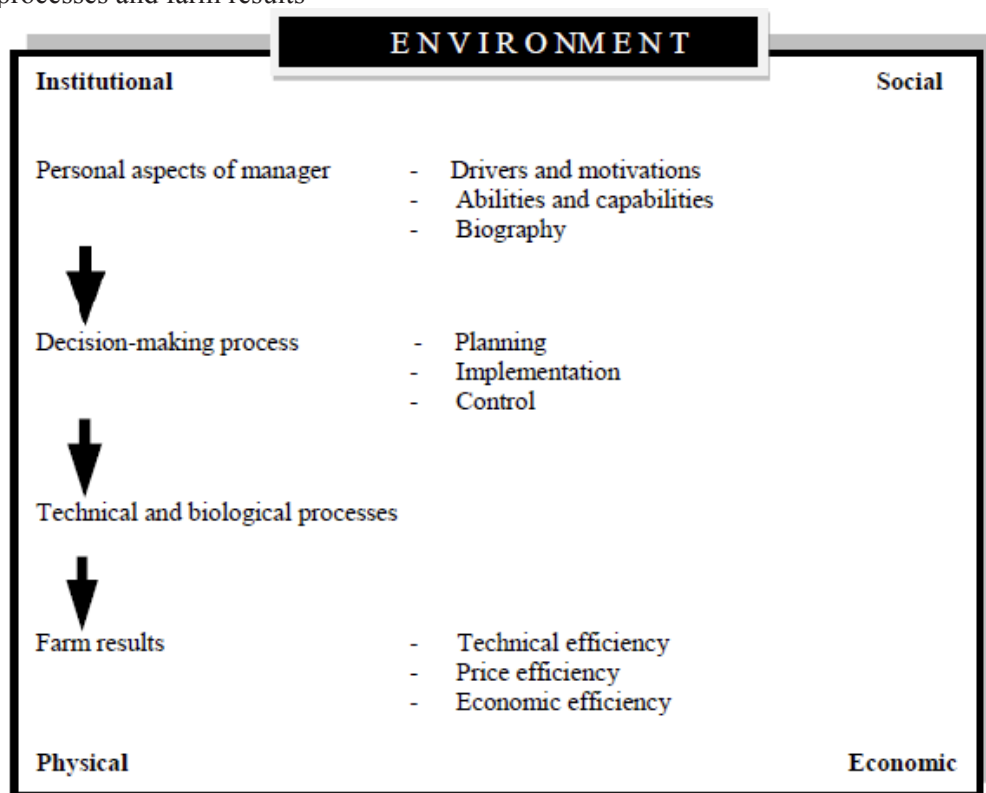 processes and farm results
ENVIRONMENT
Institutional Social
Personal aspects of manager - Drivers and motivations
- Abilities and capabilities
- Biography
Decision-making process - Planning
- Implementation
- Control
Technical and biological processes
Farm results - Technical efficiency
- Price efficiency
- Economic efficiency
Physical Economic